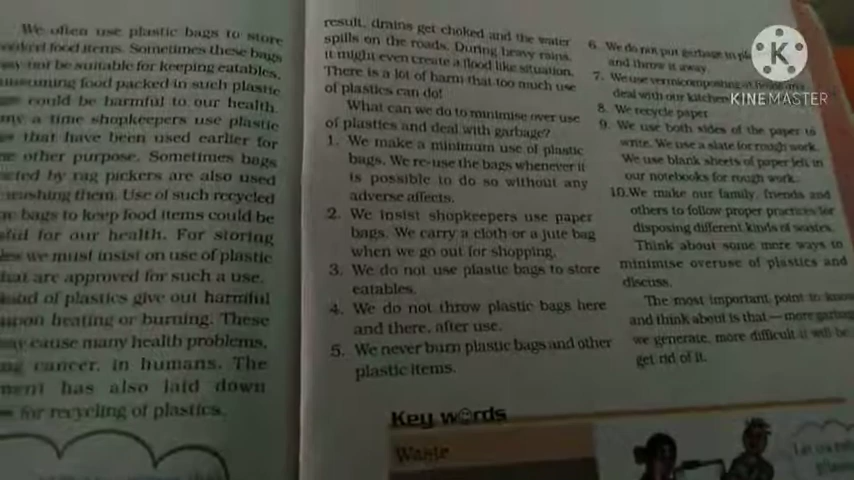 We often use plastic bags to store
cooked food items. Sometimes these bags
may not be suitable for keeping eatables.
food packed in such plastic
could be harmful to our health.
a time shopkeepers use plastic
that have been used earlier for
other purpose. Sometimes bags
by rag pickers are also used
washing them. Use of such recycled
bags to keep food items could be
for our health. For storing
we must insist on use of plastic
that are approved for such a use.
of plastics give out harmful
upon heating or burning. These
may cause many health problems,
cancer, in humans. The
has also laid down
for recycling of plastics.
result, drains get choked and the water
spills on the roads. During heavy rains,
it might even create a flood like situation.
There is a lot of harm that too much use
of plastics can do!
What can we do to minimise over use
of plastics and deal with garbage?
1. We make a minimum use of plastic
bags. We re-use the bags whenever it
is possible to do so without any
adverse affects.
2. We insist shopkeepers use paper
bags. We carry a cloth or a jute bag
when we go out for shopping.
3. We do not use plastic bags to store
eatables.
4. We do not throw plastic bags here
and there, after use.
5. We never burn plastic bags and other
plastic items.
6. We do not put garbage in
and throw it away.
7. We use vermicomposting at home
deal with our kitchen
8. We recycle paper
9. We use both sides of the paper to
write. We use a slate for rough work.
We use blank sheets of paper left in
our notebooks for rough work.
10. We make our family, friends and
others to follow proper practices for
disposing different kinds of wastes.
Think about some more ways to
minimise overuse of plastics and
discuss.
The most important point to know
and think about is that — more garbage
we generate, more difficult it will be
get rid of it.
Key words
Waste
K
KINEMASTER